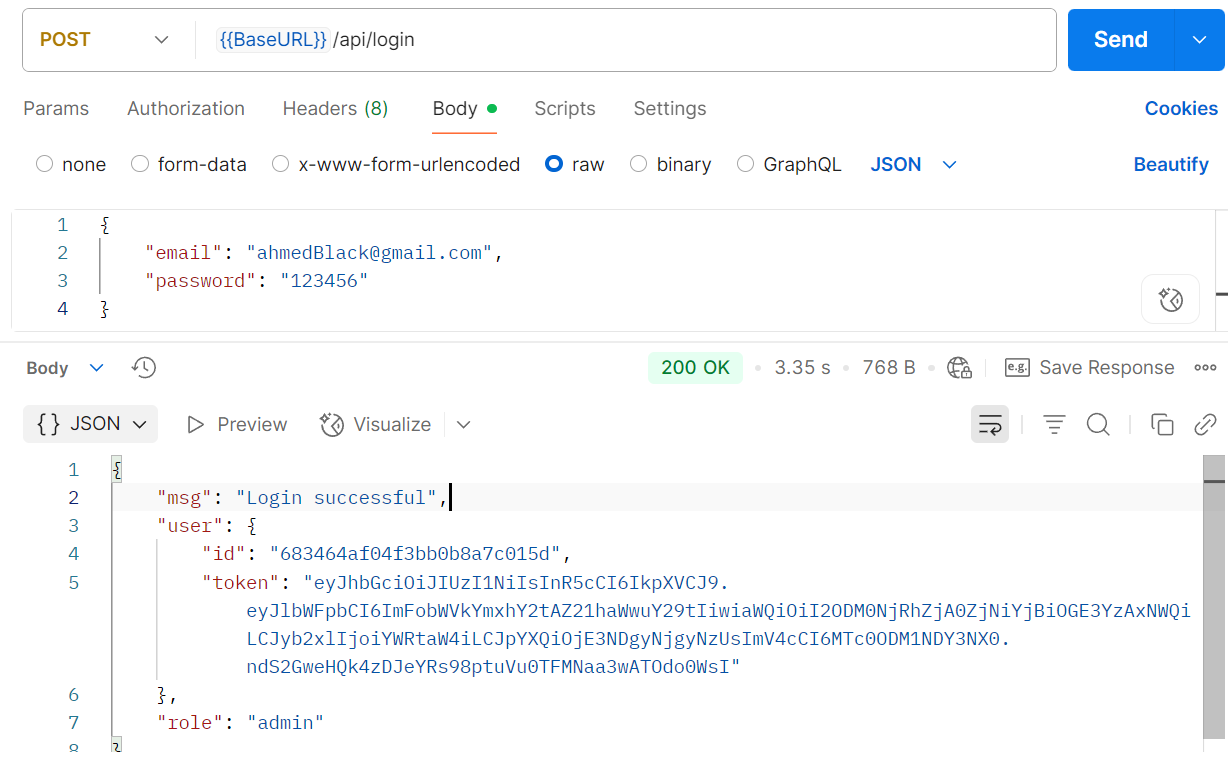 POST {{BaseURL}} /api/login Send
Params Authorization Headers (8) Body Scripts Settings Cookies
none form-data x-www-form-urlencoded raw binary GraphQL JSON Beautify
1 {
2 "email": "ahmedBlack@gmail.com",
3 "password": "123456"
4 }
Body 200 OK 3.35 s 768 B e.g. Save Response
{} JSON Preview Visualize
1 {
2 "msg": "Login successful",
3 "user": {
4 "id": "683464af04f3bb0b8a7c015d",
5 "token": "eyJhbGciOiJIUzI1NiIsInR5cCI6IkpXVCJ9.
eyJlbWFpbCI6ImFobWVkYmxhY2tAZ21haWwuY29tIiwiaWQiOiI2ODM0NjRhZjA0ZjNiYjBiOGE3YzAxNWQi
LCJyb2xlIjoiYWRtaW4iLCJpYXQiOjE3NDgyNjgyNzUsImV4cCI6MTc0ODM1NDY3NX0.
ndS2GweHQk4zDJeYRs98ptuVu0TFMNaa3wATOdo0WsI"
6 },
7 "role": "admin"
8 }